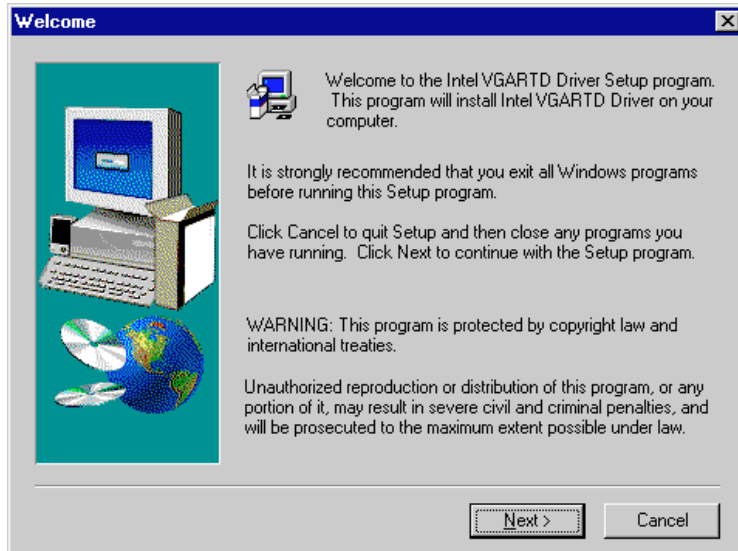 Welcome
Welcome to the Intel VGARTD Driver Setup program.
This program will install Intel VGARTD Driver on your
computer.
It is strongly recommended that you exit all Windows programs
before running this Setup program.
Click Cancel to quit Setup and then close any programs you
have running. Click Next to continue with the Setup program.
WARNING: This program is protected by copyright law and
international treaties.
Unauthorized reproduction or distribution of this program, or any
portion of it, may result in severe civil and criminal penalties, and
will be prosecuted to the maximum extent possible under law.
Next >
Cancel